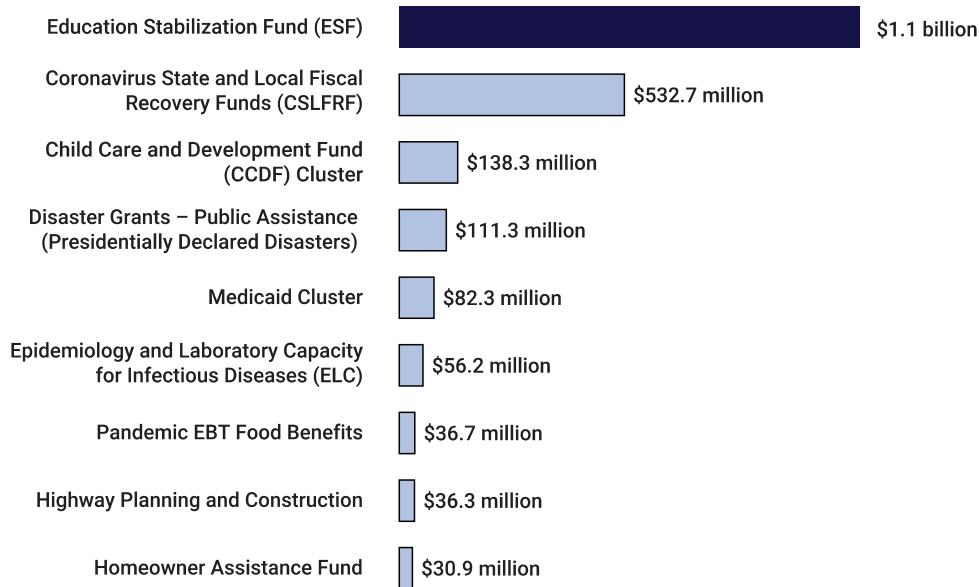 Education Stabilization Fund (ESF)
$1.1 billion
Coronavirus State and Local Fiscal
Recovery Funds (CSLFRF)
$532.7 million
Child Care and Development Fund
(CCDF) Cluster
$138.3 million
Disaster Grants – Public Assistance
(Presidentially Declared Disasters)
$111.3 million
Medicaid Cluster
$82.3 million
Epidemiology and Laboratory Capacity
for Infectious Diseases (ELC)
$56.2 million
Pandemic EBT Food Benefits
$36.7 million
Highway Planning and Construction
$36.3 million
Homeowner Assistance Fund
$30.9 million